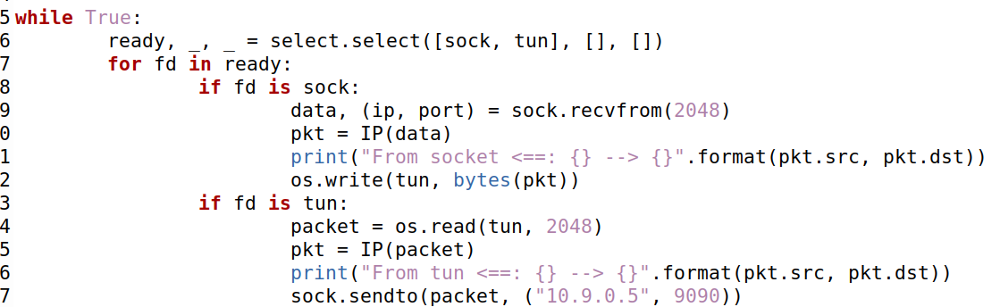 5 while True:
6         ready, _, _ = select.select([sock, tun], [], [])
7         for fd in ready:
8                 if fd is sock:
9                         data, (ip, port) = sock.recvfrom(2048)
0                         pkt = IP(data)
1                         print("From socket <==: {} --> {}".format(pkt.src, pkt.dst))
2                         os.write(tun, bytes(pkt))
3                 if fd is tun:
4                         packet = os.read(tun, 2048)
5                         pkt = IP(packet)
6                         print("From tun <==: {} --> {}".format(pkt.src, pkt.dst))
7                         sock.sendto(packet, ("10.9.0.5", 9090))